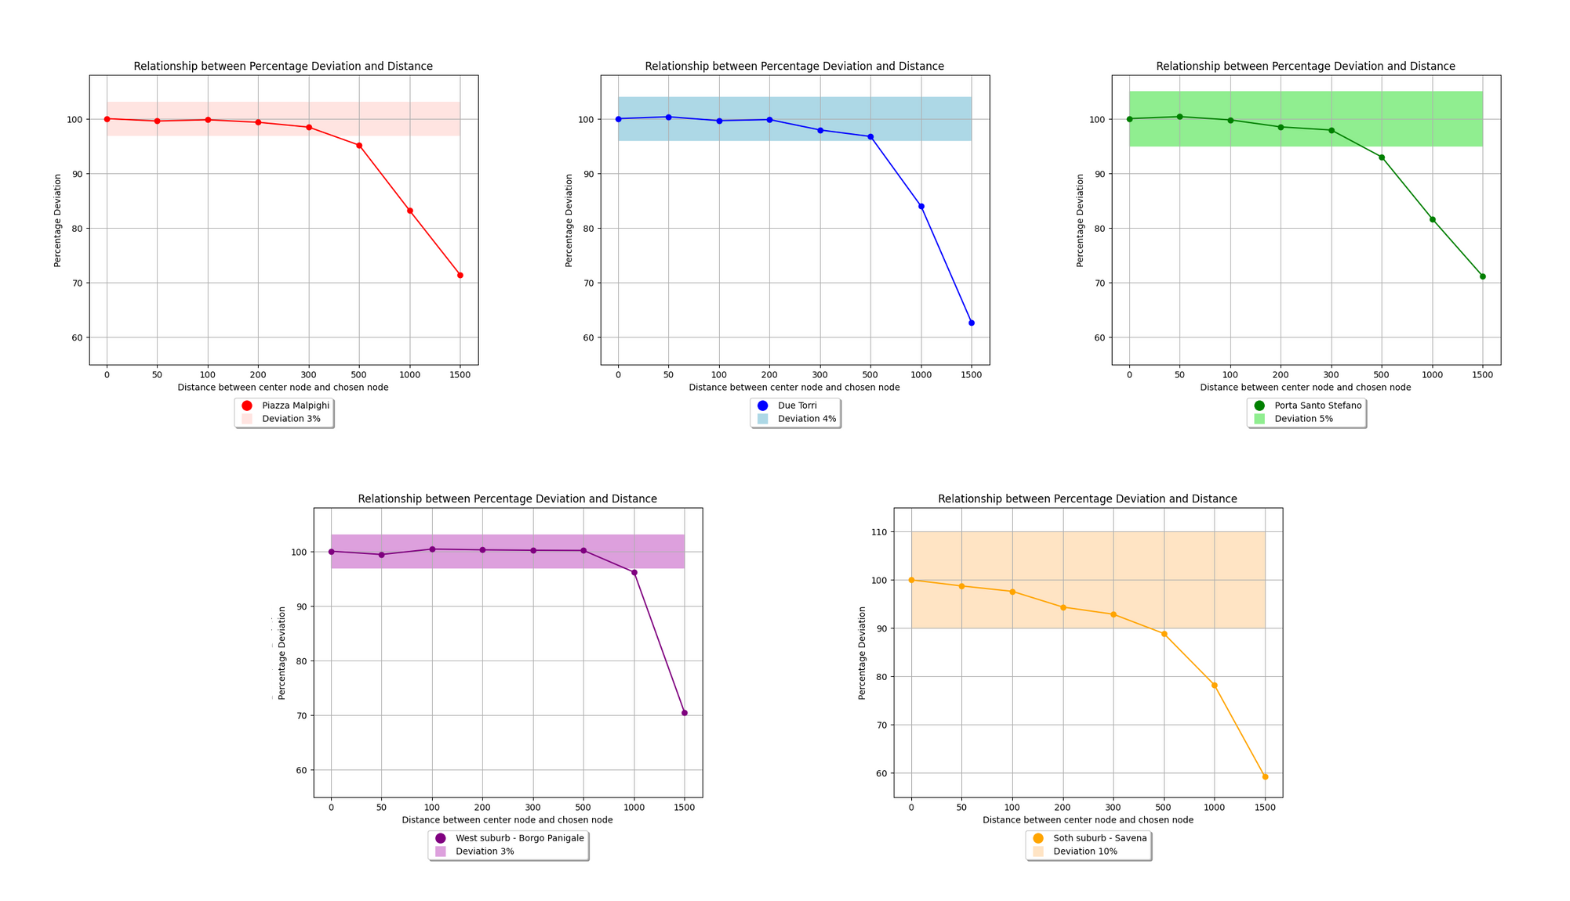 Relationship between Percentage Deviation and Distance
Percentage Deviation
100
90
80
70
60
0 50 100 200 300 500 1000 1500
Distance between center node and chosen node
Piazza Malpighi
Deviation 3%
Relationship between Percentage Deviation and Distance
Percentage Deviation
100
90
80
70
60
0 50 100 200 300 500 1000 1500
Distance between center node and chosen node
Due Torri
Deviation 4%
Relationship between Percentage Deviation and Distance
Percentage Deviation
100
90
80
70
60
0 50 100 200 300 500 1000 1500
Distance between center node and chosen node
Porta Santo Stefano
Deviation 5%
Relationship between Percentage Deviation and Distance
Percentage Deviation
100
90
80
70
60
0 50 100 200 300 500 1000 1500
Distance between center node and chosen node
West suburb - Borgo Panigale
Deviation 3%
Relationship between Percentage Deviation and Distance
Percentage Deviation
110
100
90
80
70
60
0 50 100 200 300 500 1000 1500
Distance between center node and chosen node
Soth suburb - Savena
Deviation 10%